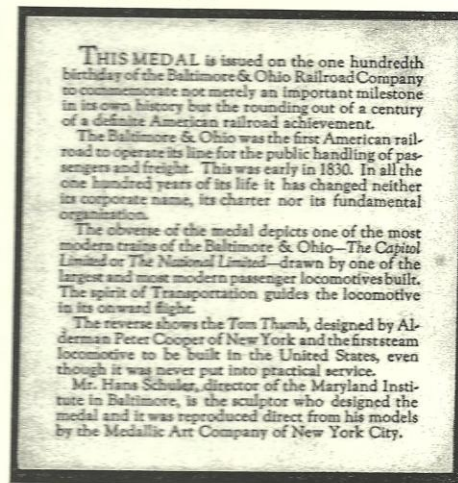 THIS MEDAL is issued on the one hundredth
birthday of the Baltimore & Ohio Railroad Company
to commemorate not merely an important milestone
in its own history but the rounding out of a century
of a definite American railroad achievement.
The Baltimore & Ohio was the first American rail-
road to operate its line for the public handling of pas-
sengers and freight. This was early in 1830. In all the
one hundred years of its life it has changed neither
its corporate name, its charter nor its fundamental
organization.
The obverse of the medal depicts one of the most
modern trains of the Baltimore & Ohio—The Capitol
Limited or The National Limited—drawn by one of the
largest and most modern passenger locomotives built.
The spirit of Transportation guides the locomotive
in its onward flight.
The reverse shows the Tom Thumb, designed by Al-
derman Peter Cooper of New York and the first steam
locomotive to be built in the United States, even
though it was never put into practical service.
Mr. Hans Schuler, director of the Maryland Insti-
tute in Baltimore, is the sculptor who designed the
medal and it was reproduced direct from his models
by the Medallic Art Company of New York City.